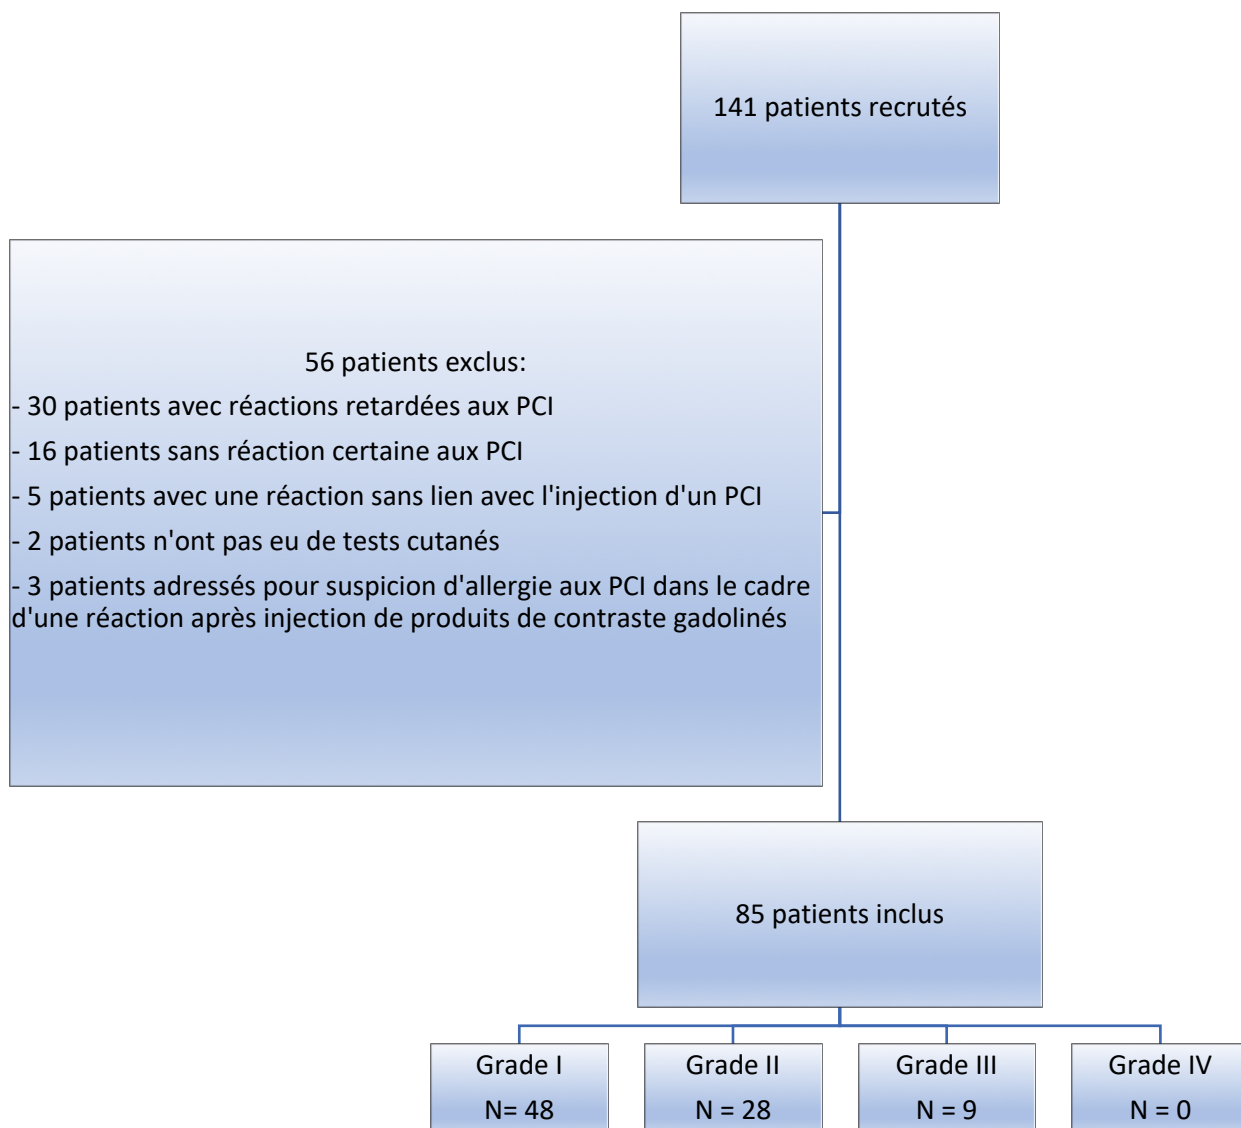 141 patients recrutés
56 patients exclus:
- 30 patients avec réactions retardées aux PCI
- 16 patients sans réaction certaine aux PCI
- 5 patients avec une réaction sans lien avec l'injection d'un PCI
- 2 patients n'ont pas eu de tests cutanés
- 3 patients adressés pour suspicion d'allergie aux PCI dans le cadre
d'une réaction après injection de produits de contraste gadolinés
85 patients inclus
Grade I
N= 48
Grade II
N = 28
Grade III
N = 9
Grade IV
N = 0